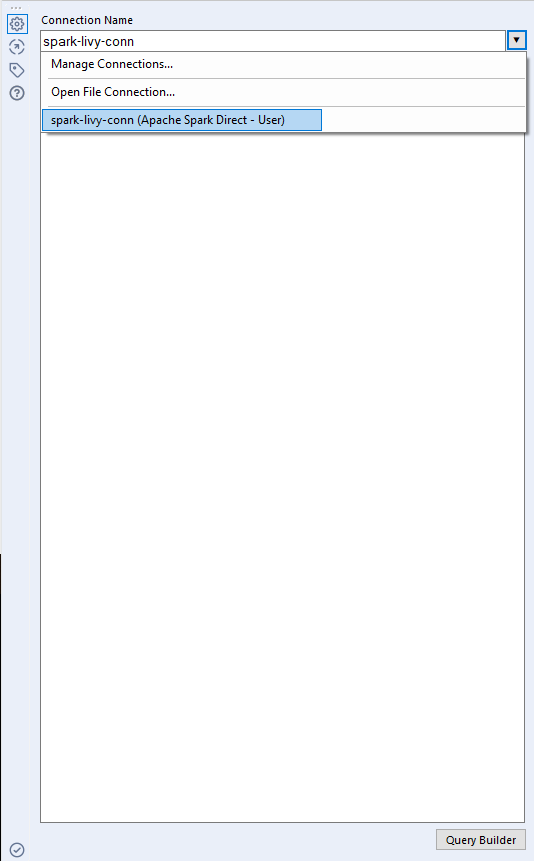 Connection Name
spark-livy-conn
Manage Connections...
Open File Connection...
spark-livy-conn (Apache Spark Direct - User)
Query Builder